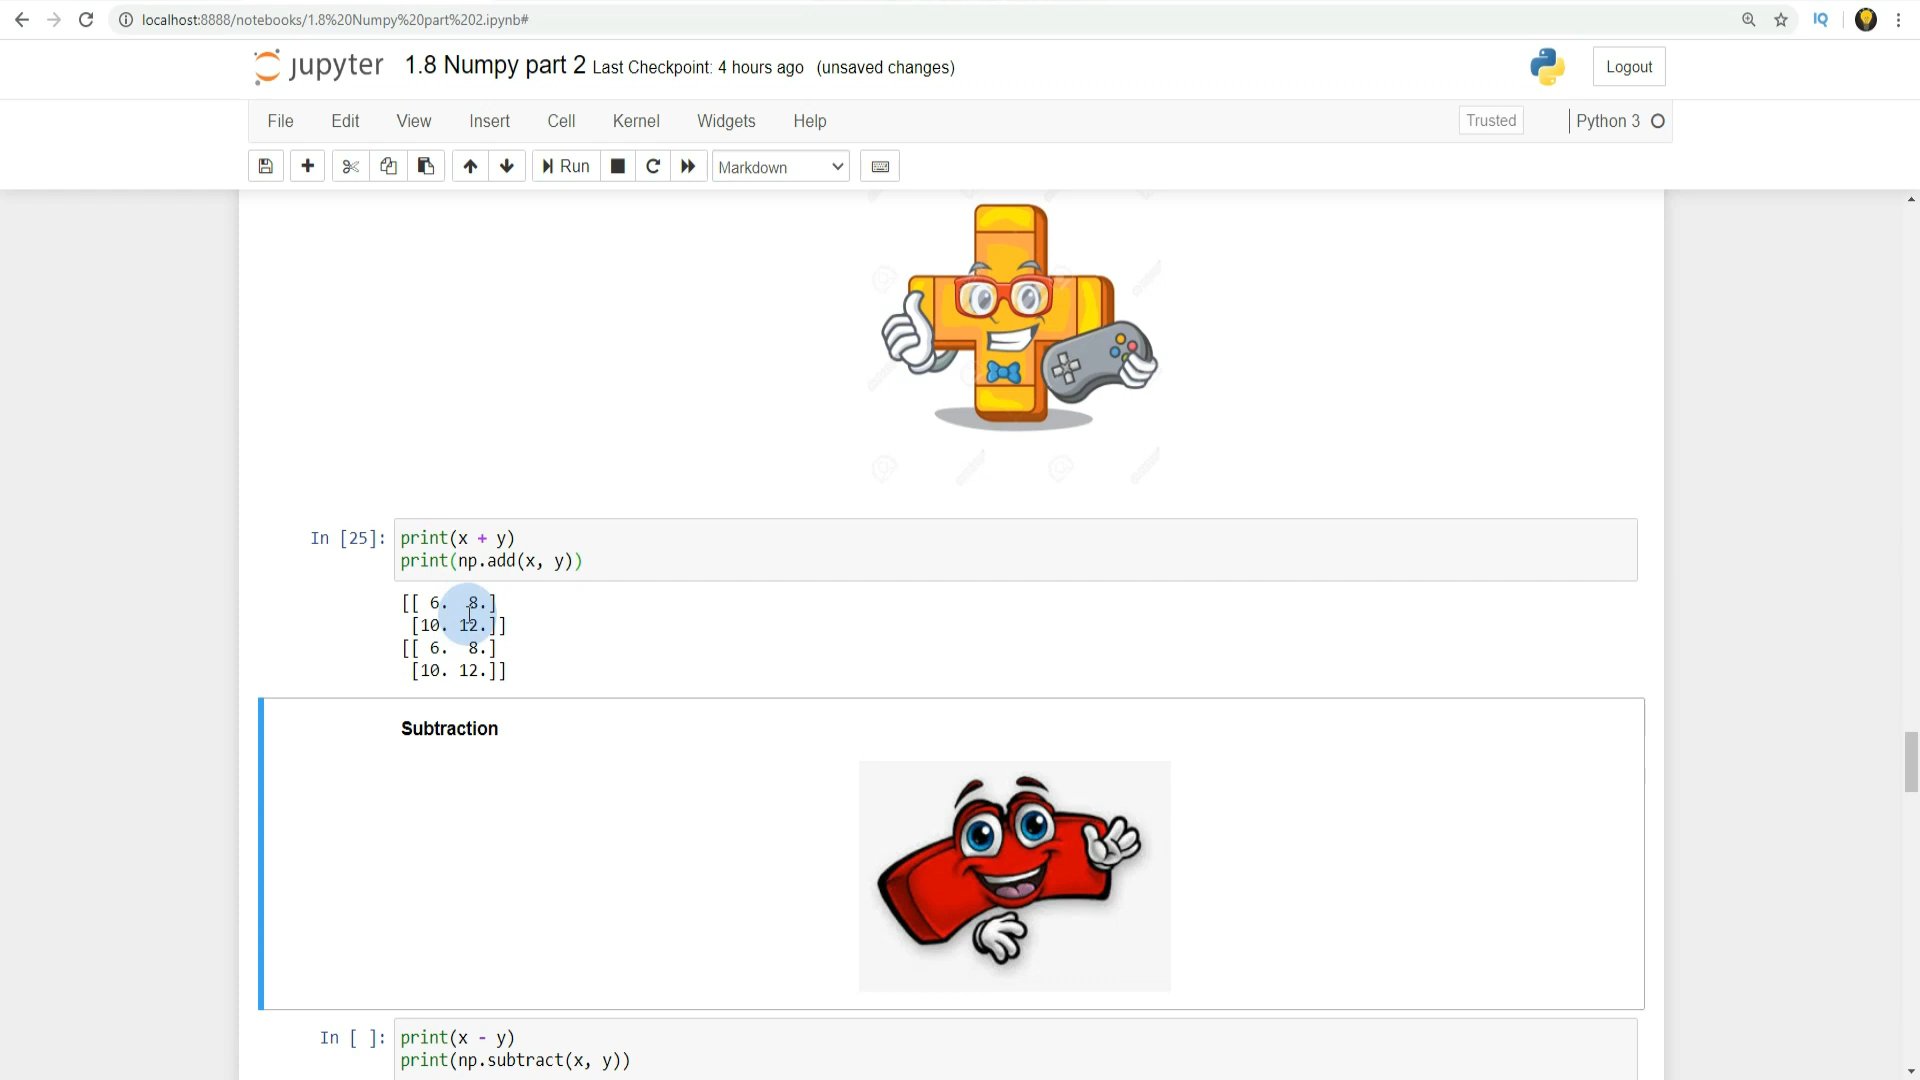 localhost:8888/notebooks/1.8%20Numpy%20part%202.ipynb#
IQ
jupyter 1.8 Numpy part 2 Last Checkpoint: 4 hours ago (unsaved changes)
Logout
File Edit View Insert Cell Kernel Widgets Help
Trusted
Python 3
Run
Markdown
In [25]: print(x + y)
print(np.add(x, y))
[[ 6.  8.]
[10. 12.]]
[[ 6.  8.]
[10. 12.]]
Subtraction
In [ ]: print(x - y)
print(np.subtract(x, y))